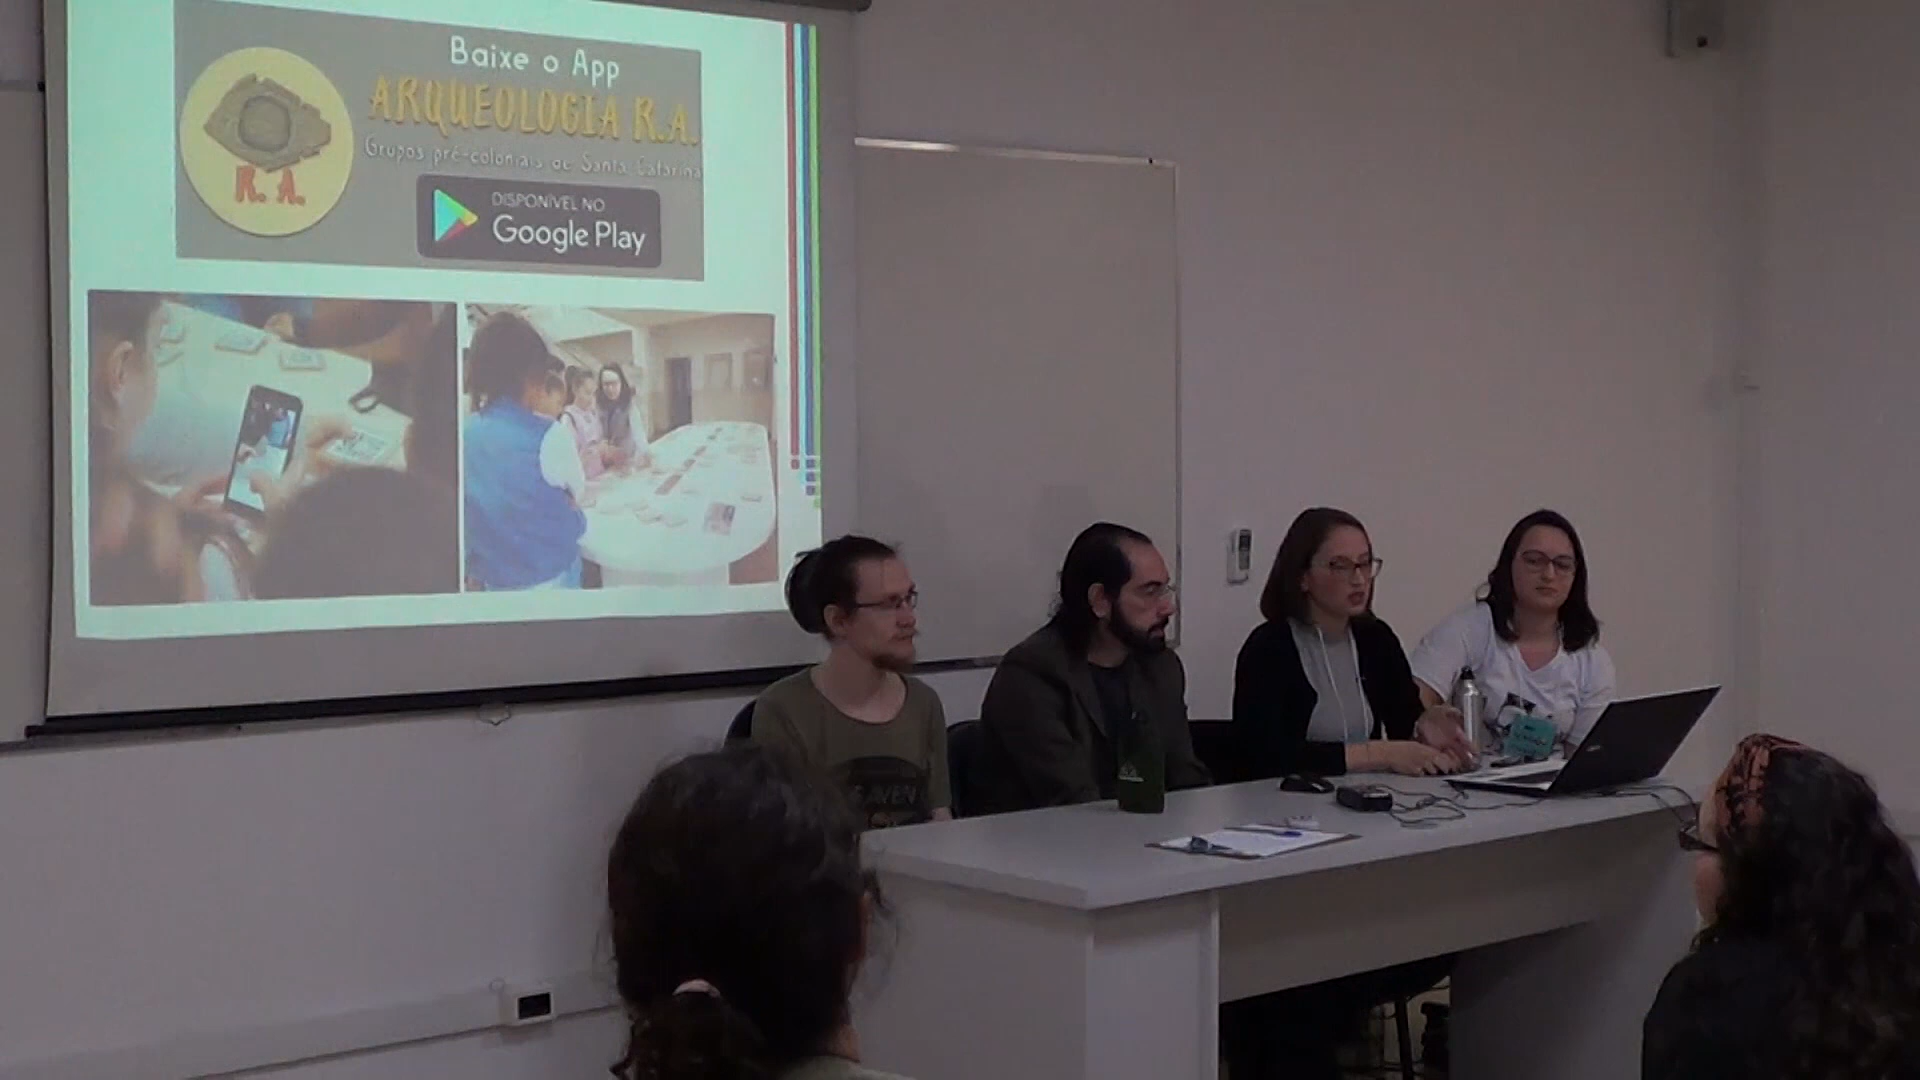 Baixe o App
ARQUEOLOGIA R.A.
Grupos pré-coloniais de Santa Catarina
R. A.
DISPONÍVEL NO
Google Play